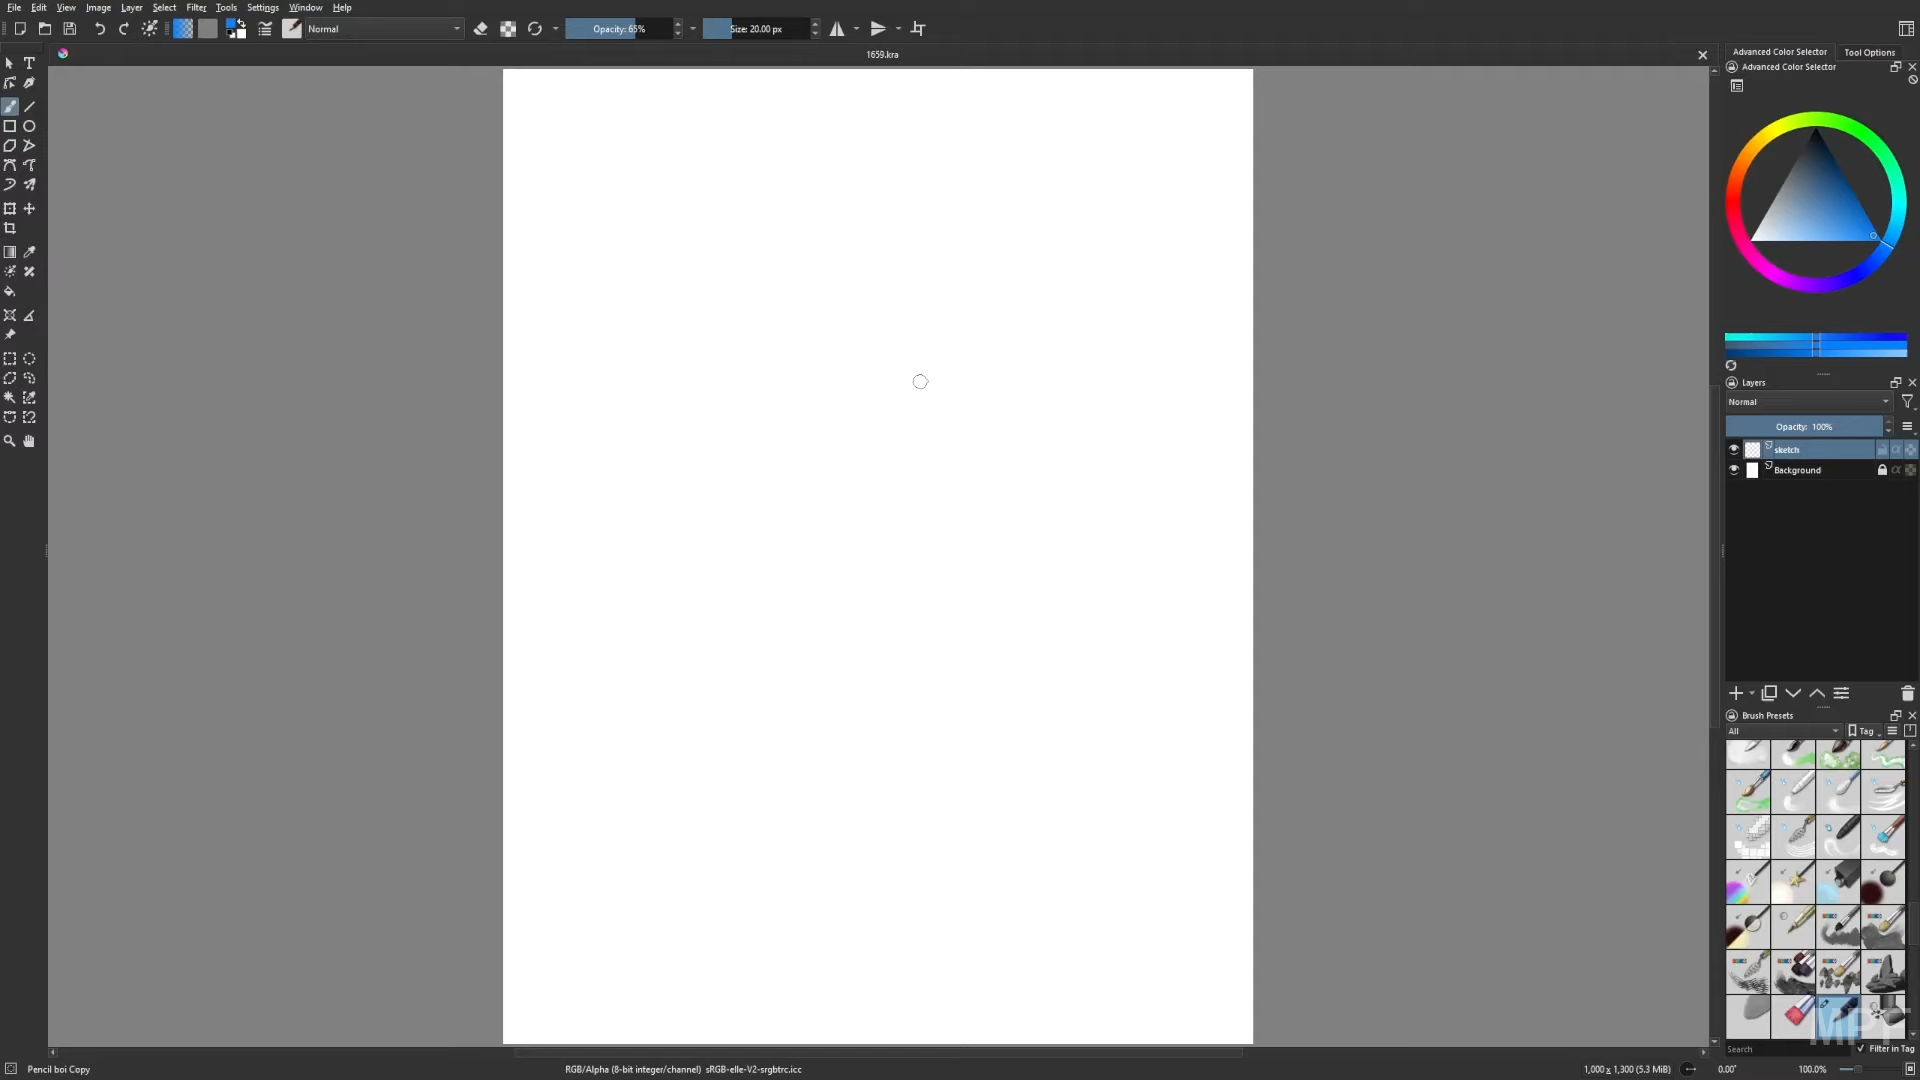 File Edit View Image Layer Select Filter Tools Settings Window Help
Normal Opacity: 65% Size: 20.00 px
1659.kra
Advanced Color Selector Tool Options
Advanced Color Selector
Layers
Normal
Opacity: 100%
sketch
Background
Brush Presets
All Tag
Search Filter in Tag
Pencil boi Copy RGB/Alpha (8-bit integer/channel) sRGB-elle-V2-srgbtrc.icc 1,000 x 1,300 (5.3 MiB) 0.00° 100.0%